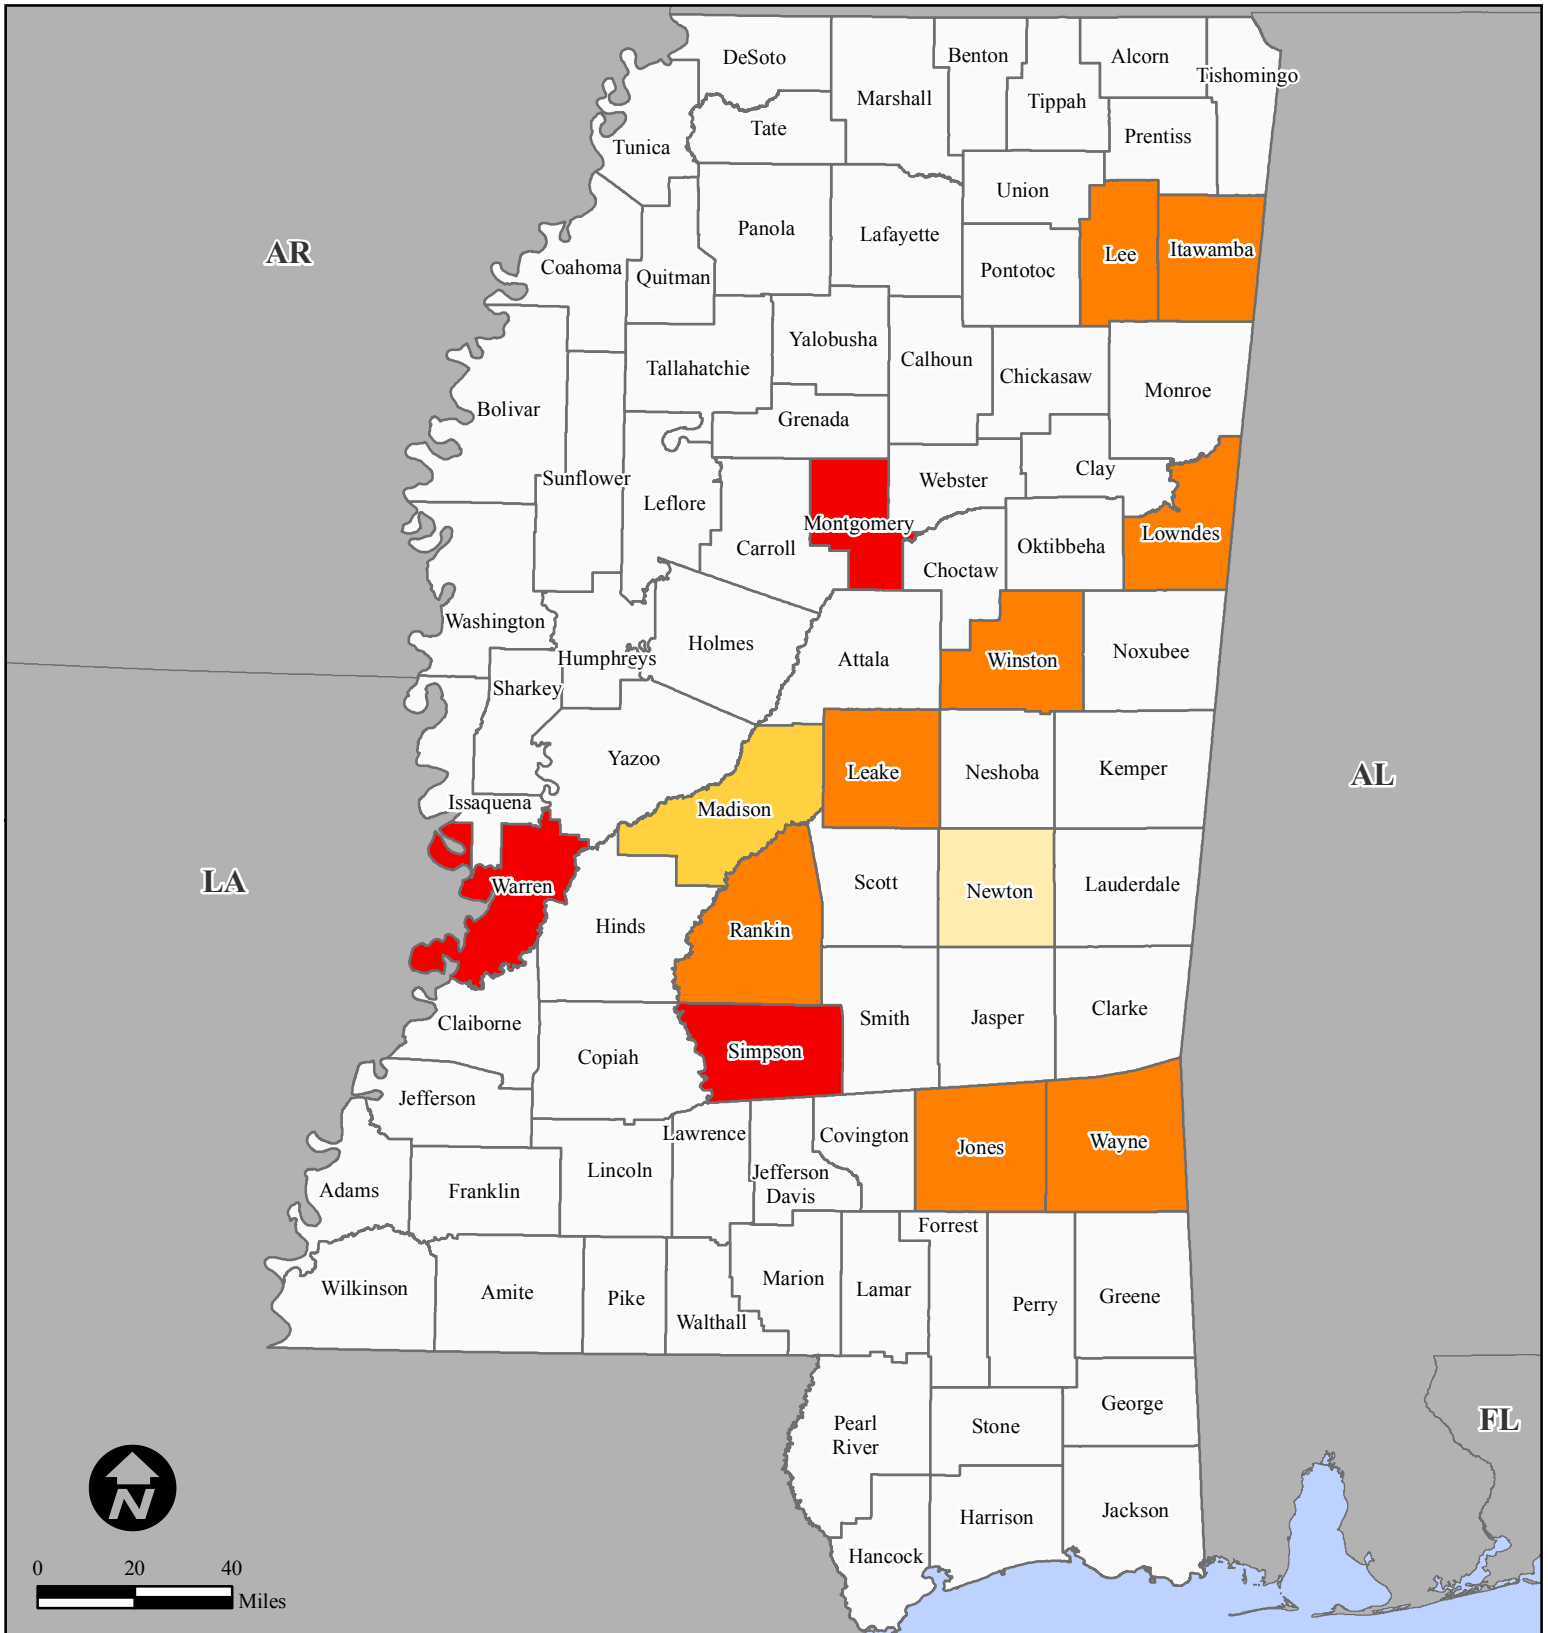 DeSoto
Benton
Alcorn
Tishomingo
Marshall
Tippah
Tate
Prentiss
Tunica
Union
Panola
Lafayette
AR
Lee
Itawamba
Coahoma
Quitman
Pontotoc
Yalobusha
Calhoun
Tallahatchie
Chickasaw
Monroe
Bolivar
Grenada
Clay
Sunflower
Webster
Leflore
Montgomery
Lowndes
Carroll
Oktibbeha
Choctaw
Washington
Holmes
Humphreys
Attala
Winston
Noxubee
Sharkey
Yazoo
Leake
Neshoba
Kemper
AL
Issaquena
Madison
LA
Warren
Scott
Newton
Lauderdale
Hinds
Rankin
Claiborne
Smith
Jasper
Clarke
Copiah
Simpson
Jefferson
Lawrence
Covington
Jones
Wayne
Lincoln
Jefferson
Davis
Adams
Franklin
Forrest
Wilkinson
Amite
Pike
Marion
Lamar
Perry
Greene
Walthall
George
Pearl
River
Stone
FL
N
Harrison
Jackson
Hancock
0 20 40
Miles